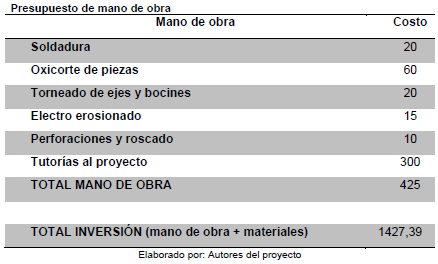 Presupuesto de mano de obra
Mano de obra Costo
Soldadura 20
Oxicorte de piezas 60
Torneado de ejes y bocines 20
Electro erosionado 15
Perforaciones y roscado 10
Tutorías al proyecto 300
TOTAL MANO DE OBRA 425
TOTAL INVERSIÓN (mano de obra + materiales) 1427,39
Elaborado por: Autores del proyecto